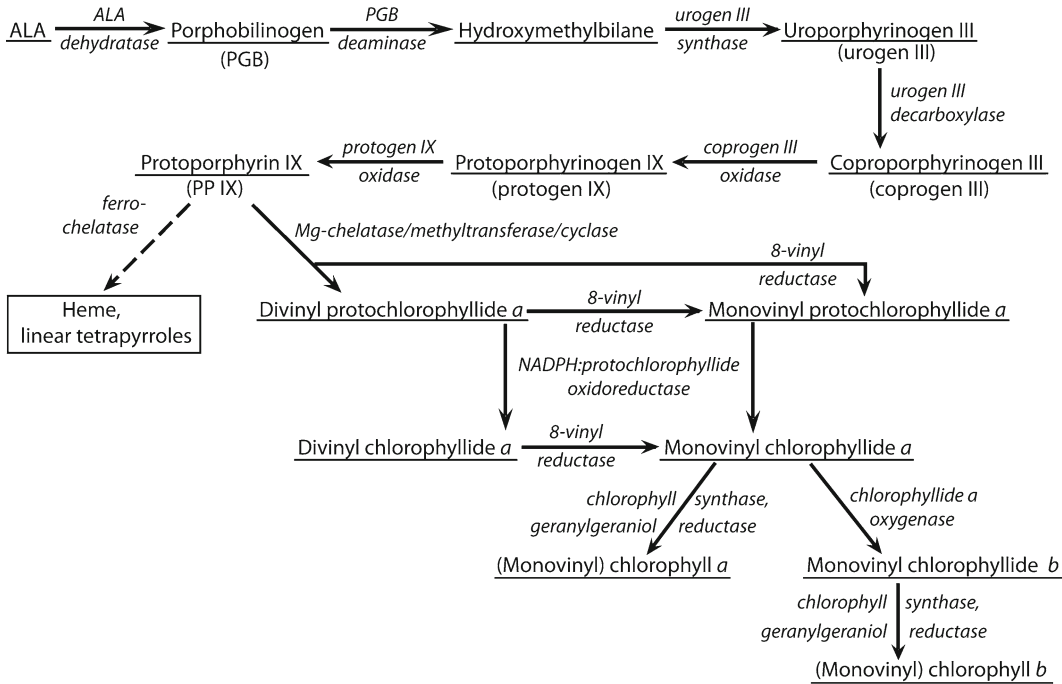 ALA
ALA
dehydratase
Porphobilinogen
(PGB)
PGB
deaminase
Hydroxymethylbilane
urogen III
synthase
Uroporphyrinogen III
(urogen III)
urogen III
decarboxylase
Protoporphyrin IX
(PP IX)
protogen IX
oxidase
Protoporphyrinogen IX
(protogen IX)
coprogen III
oxidase
Coproporphyrinogen III
(coprogen III)
ferro-
chelatase
Mg-chelatase/methyltransferase/cyclase
8-vinyl
reductase
Heme,
linear tetrapyrroles
Divinyl protochlorophyllide a
8-vinyl
reductase
Monovinyl protochlorophyllide a
NADPH:protochlorophyllide
oxidoreductase
Divinyl chlorophyllide a
8-vinyl
reductase
Monovinyl chlorophyllide a
chlorophyll synthase,
geranylgeraniol reductase
chlorophyllide a
oxygenase
(Monovinyl) chlorophyll a
Monovinyl chlorophyllide b
chlorophyll synthase,
geranylgeraniol reductase
(Monovinyl) chlorophyll b